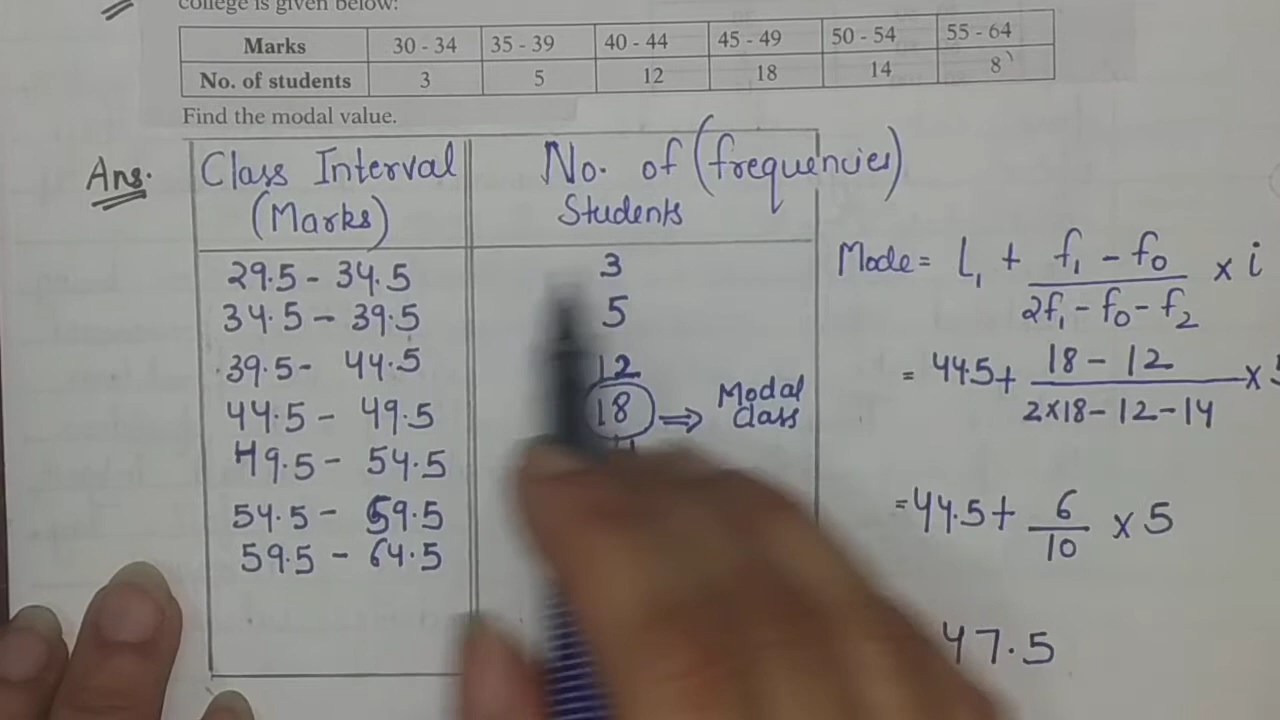 college is given below:
Marks 30 - 34 35 - 39 40 - 44 45 - 49 50 - 54 55 - 64
No. of students 3 5 12 18 14 8
Find the modal value.
Ans.
Class Interval
(Marks)
No. of (frequencies)
Students
29.5 - 34.5 3
34.5 - 39.5 5
39.5 - 44.5 12
44.5 - 49.5 18 ⇒ Modal Class
49.5 - 54.5
54.5 - 59.5
59.5 - 64.5
Mode = L₁ + (f₁ - f₀)/(2f₁ - f₀ - f₂) × i
= 44.5 + (18 - 12)/(2×18 - 12 - 14) ×
= 44.5 + 6/10 × 5
47.5